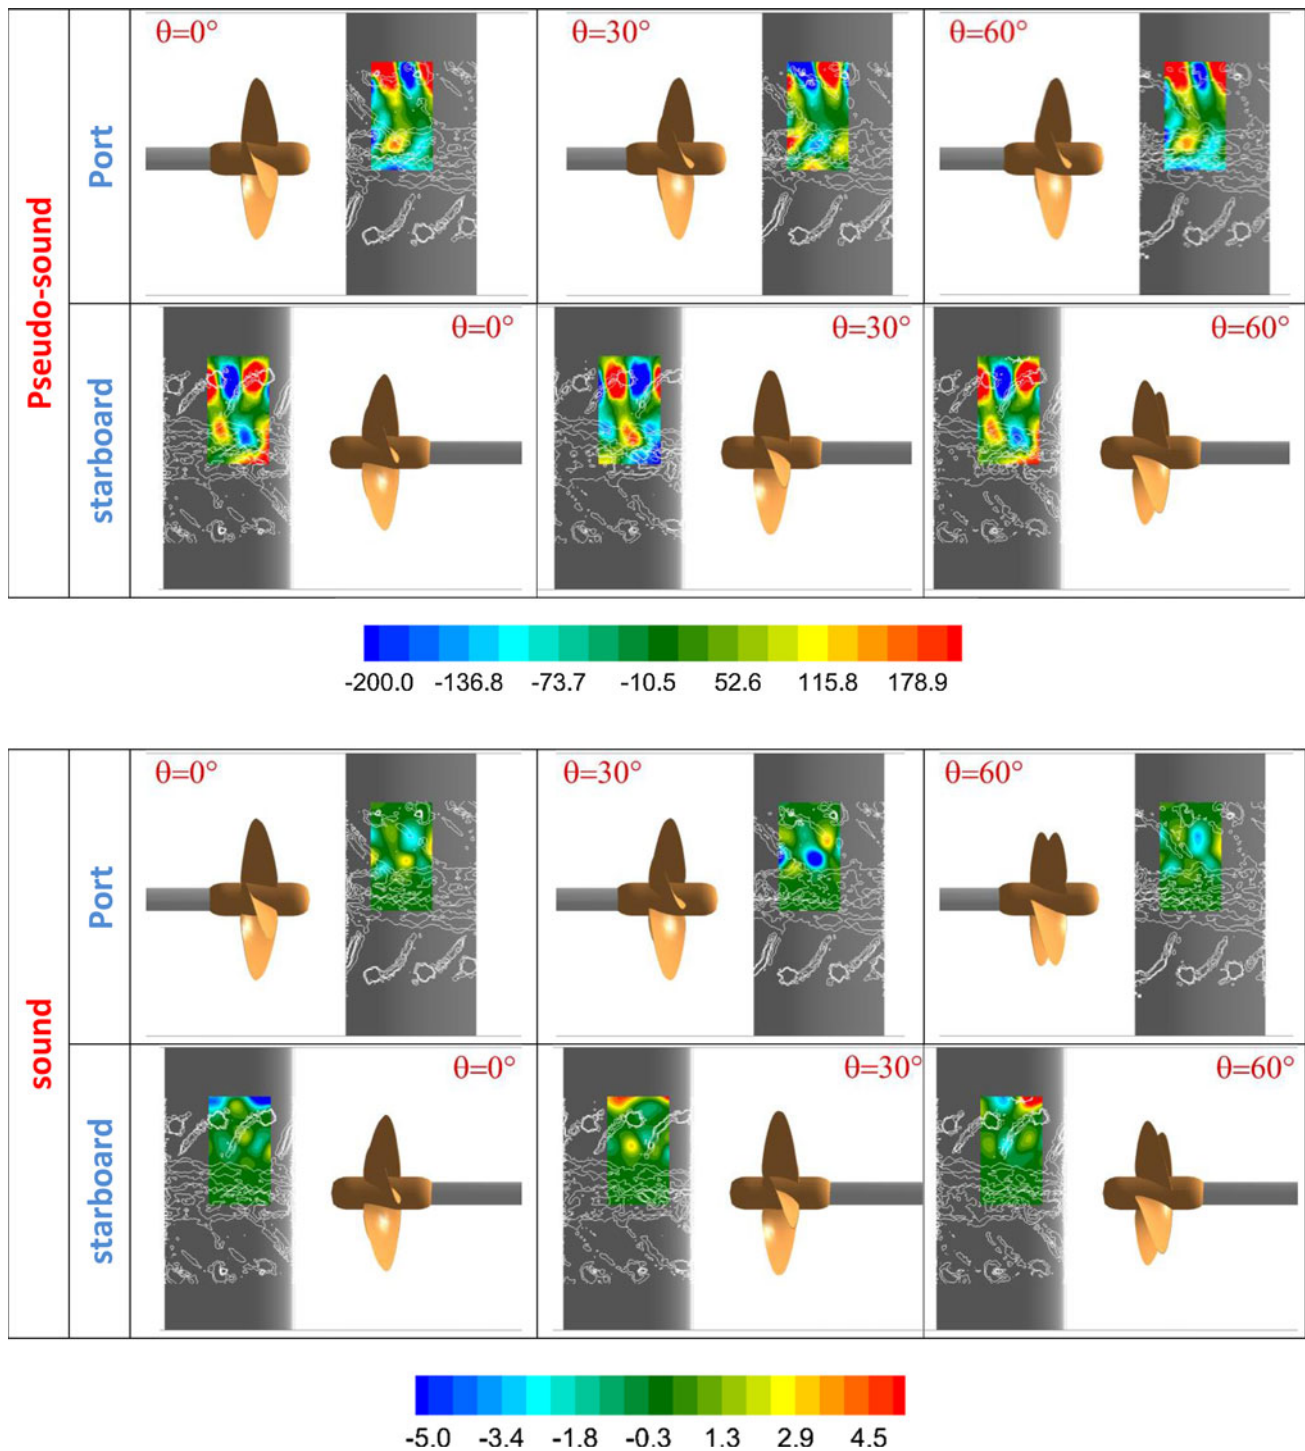 θ=0°
θ=30°
θ=60°
Port
Pseudo-sound
θ=0°
θ=30°
θ=60°
starboard
-200.0 -136.8 -73.7 -10.5 52.6 115.8 178.9
θ=0°
θ=30°
θ=60°
Port
sound
θ=0°
θ=30°
θ=60°
starboard
-5.0 -3.4 -1.8 -0.3 1.3 2.9 4.5